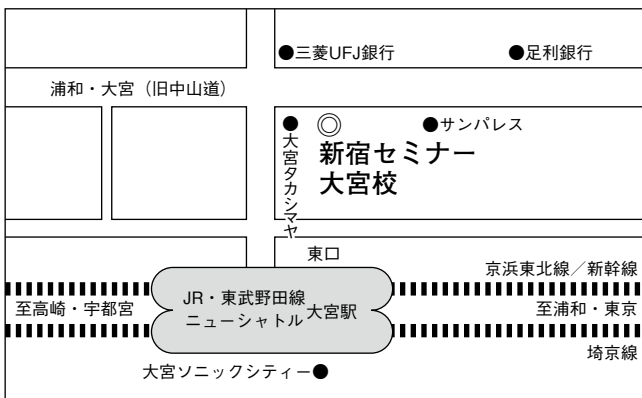 ●三菱UFJ銀行
●足利銀行
浦和・大宮（旧中山道）
●大宮タカシマヤ
◎
●サンパレス
新宿セミナー
大宮校
東口
京浜東北線／新幹線
至高崎・宇都宮
JR・東武野田線
ニューシャトル
大宮駅
至浦和・東京
埼京線
大宮ソニックシティー●